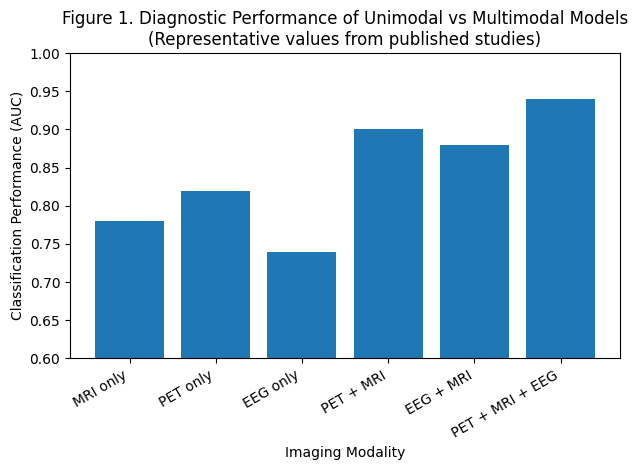 Figure 1. Diagnostic Performance of Unimodal vs Multimodal Models
(Representative values from published studies)
Classification Performance (AUC)
1.00
0.95
0.90
0.85
0.80
0.75
0.70
0.65
0.60
MRI only
PET only
EEG only
PET + MRI
EEG + MRI
PET + MRI + EEG
Imaging Modality